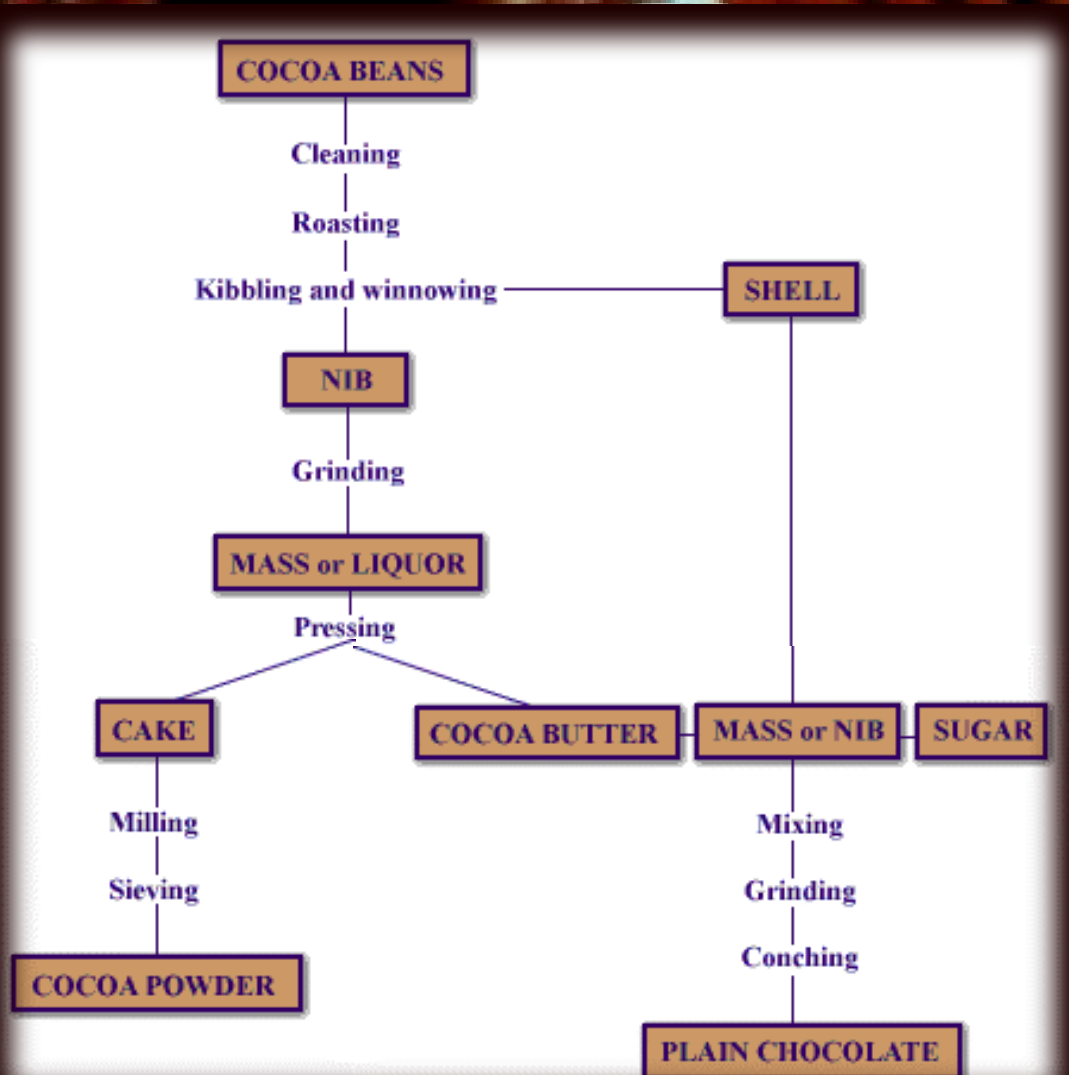 COCOA BEANS
Cleaning
Roasting
Kibbling and winnowing
SHELL
NIB
Grinding
MASS or LIQUOR
Pressing
CAKE
COCOA BUTTER
MASS or NIB
SUGAR
Milling
Mixing
Sieving
Grinding
Conching
COCOA POWDER
PLAIN CHOCOLATE